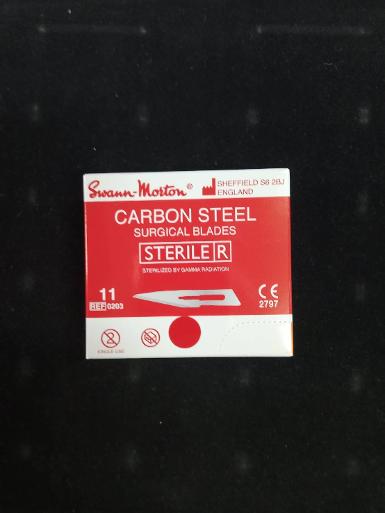 Swann-Morton®
SHEFFIELD S6 2BJ
ENGLAND
CARBON STEEL
SURGICAL BLADES
STERILE R
STERILIZED BY GAMMA RADIATION
11
REF 0203
CE
2797
2
SINGLE USE